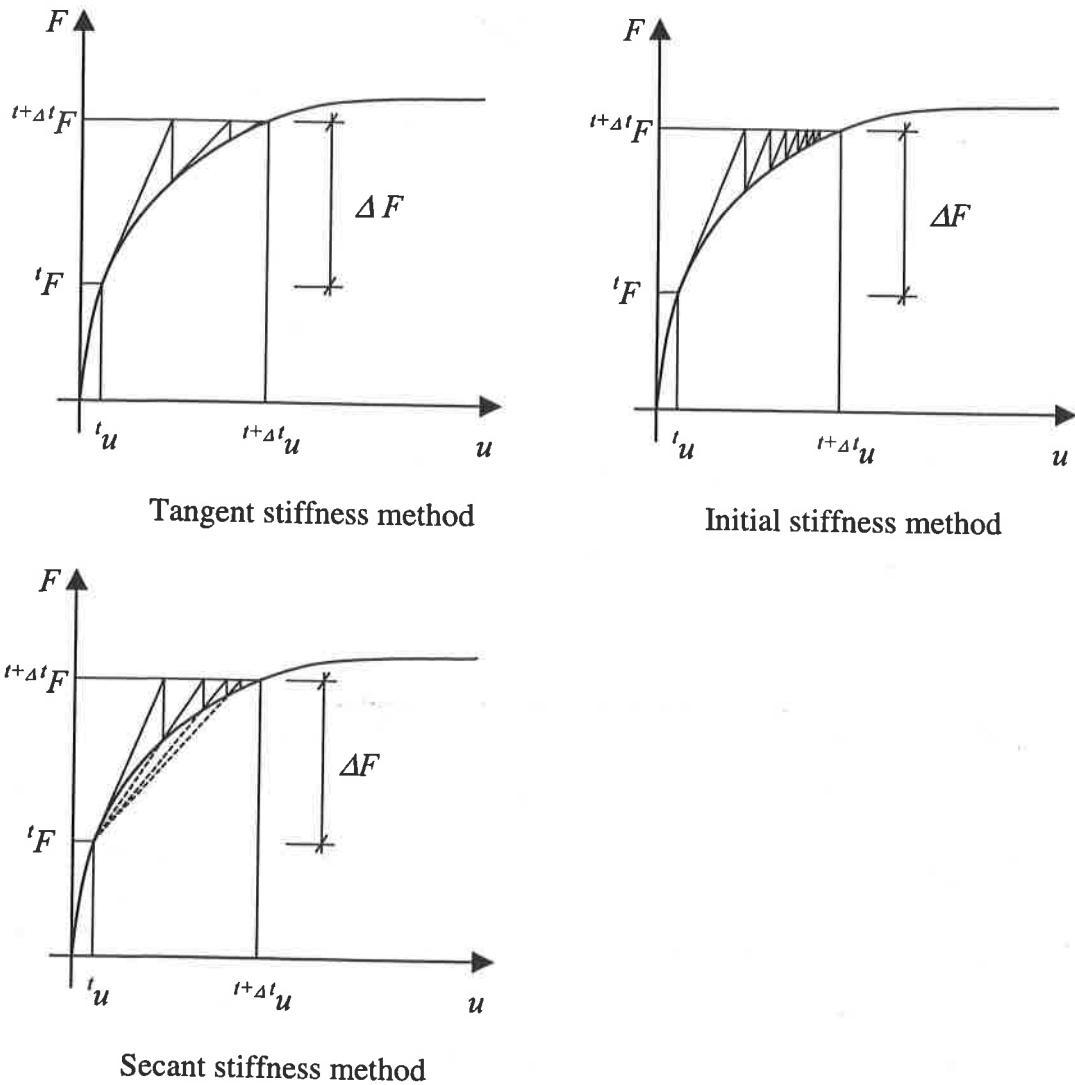 F
t+Δt F
ΔF
t F
t u
t+Δt u
u
Tangent stiffness method
F
t+Δt F
ΔF
t F
t u
t+Δt u
u
Initial stiffness method
F
t+Δt F
ΔF
t F
t u
t+Δt u
u
Secant stiffness method